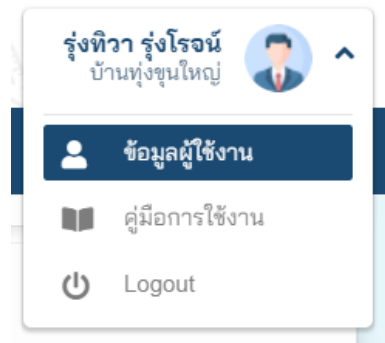 รุ่งทิวา รุ่งโรจน์
บ้านทุ่งขุนใหญ่
ข้อมูลผู้ใช้งาน
คู่มือการใช้งาน
Logout